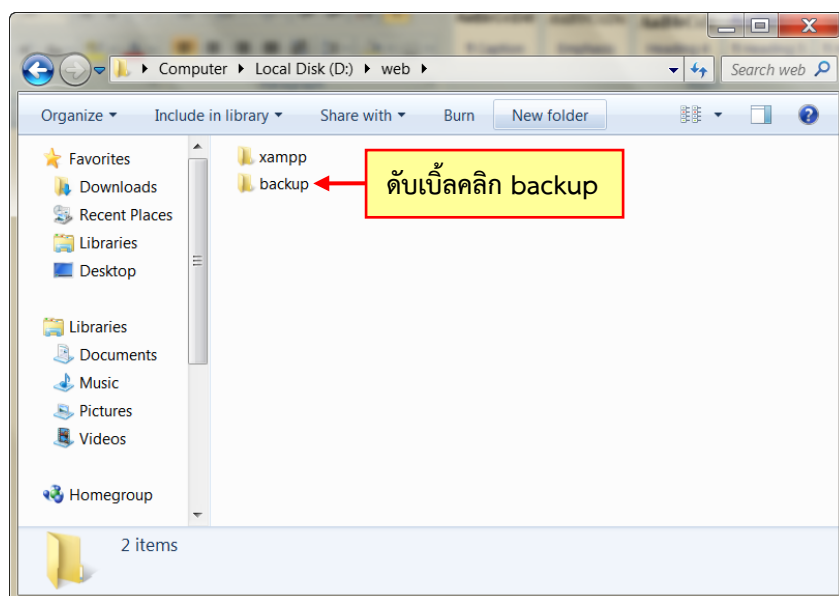 Computer Local Disk (D:) web
Search web
Organize Include in library Share with Burn New folder
Favorites
Downloads
Recent Places
Libraries
Desktop
Libraries
Documents
Music
Pictures
Videos
Homegroup
xampp
backup
ดับเบิ้ลคลิก backup
2 items